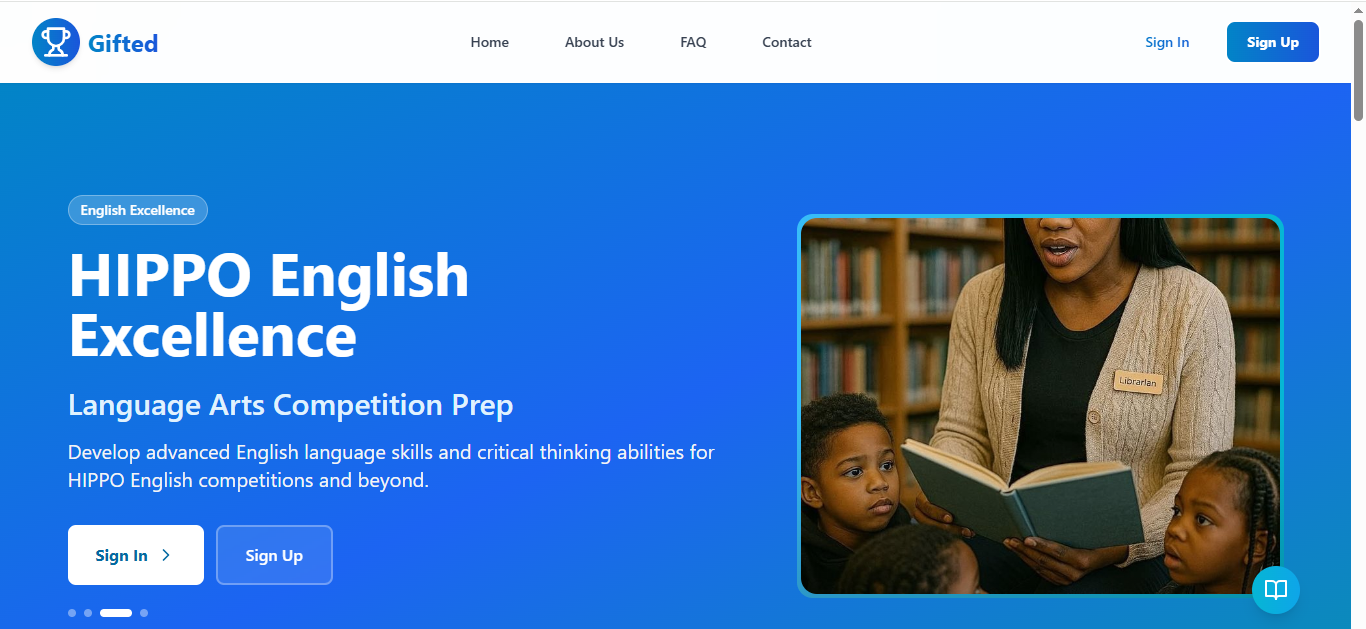 Gifted
Home
About Us
FAQ
Contact
Sign In
Sign Up
English Excellence
HIPPO English
Excellence
Language Arts Competition Prep
Develop advanced English language skills and critical thinking abilities for
HIPPO English competitions and beyond.
Sign In
Sign Up
Librarian